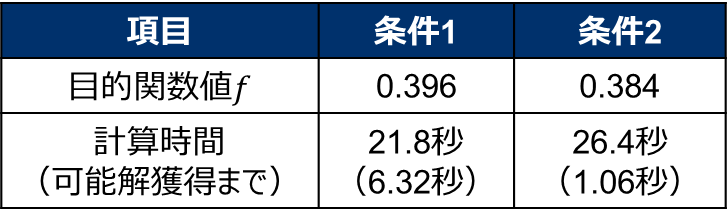 項目 条件1 条件2
目的関数値f 0.396 0.384
計算時間 21.8秒 26.4秒
（可能解獲得まで） （6.32秒） （1.06秒）